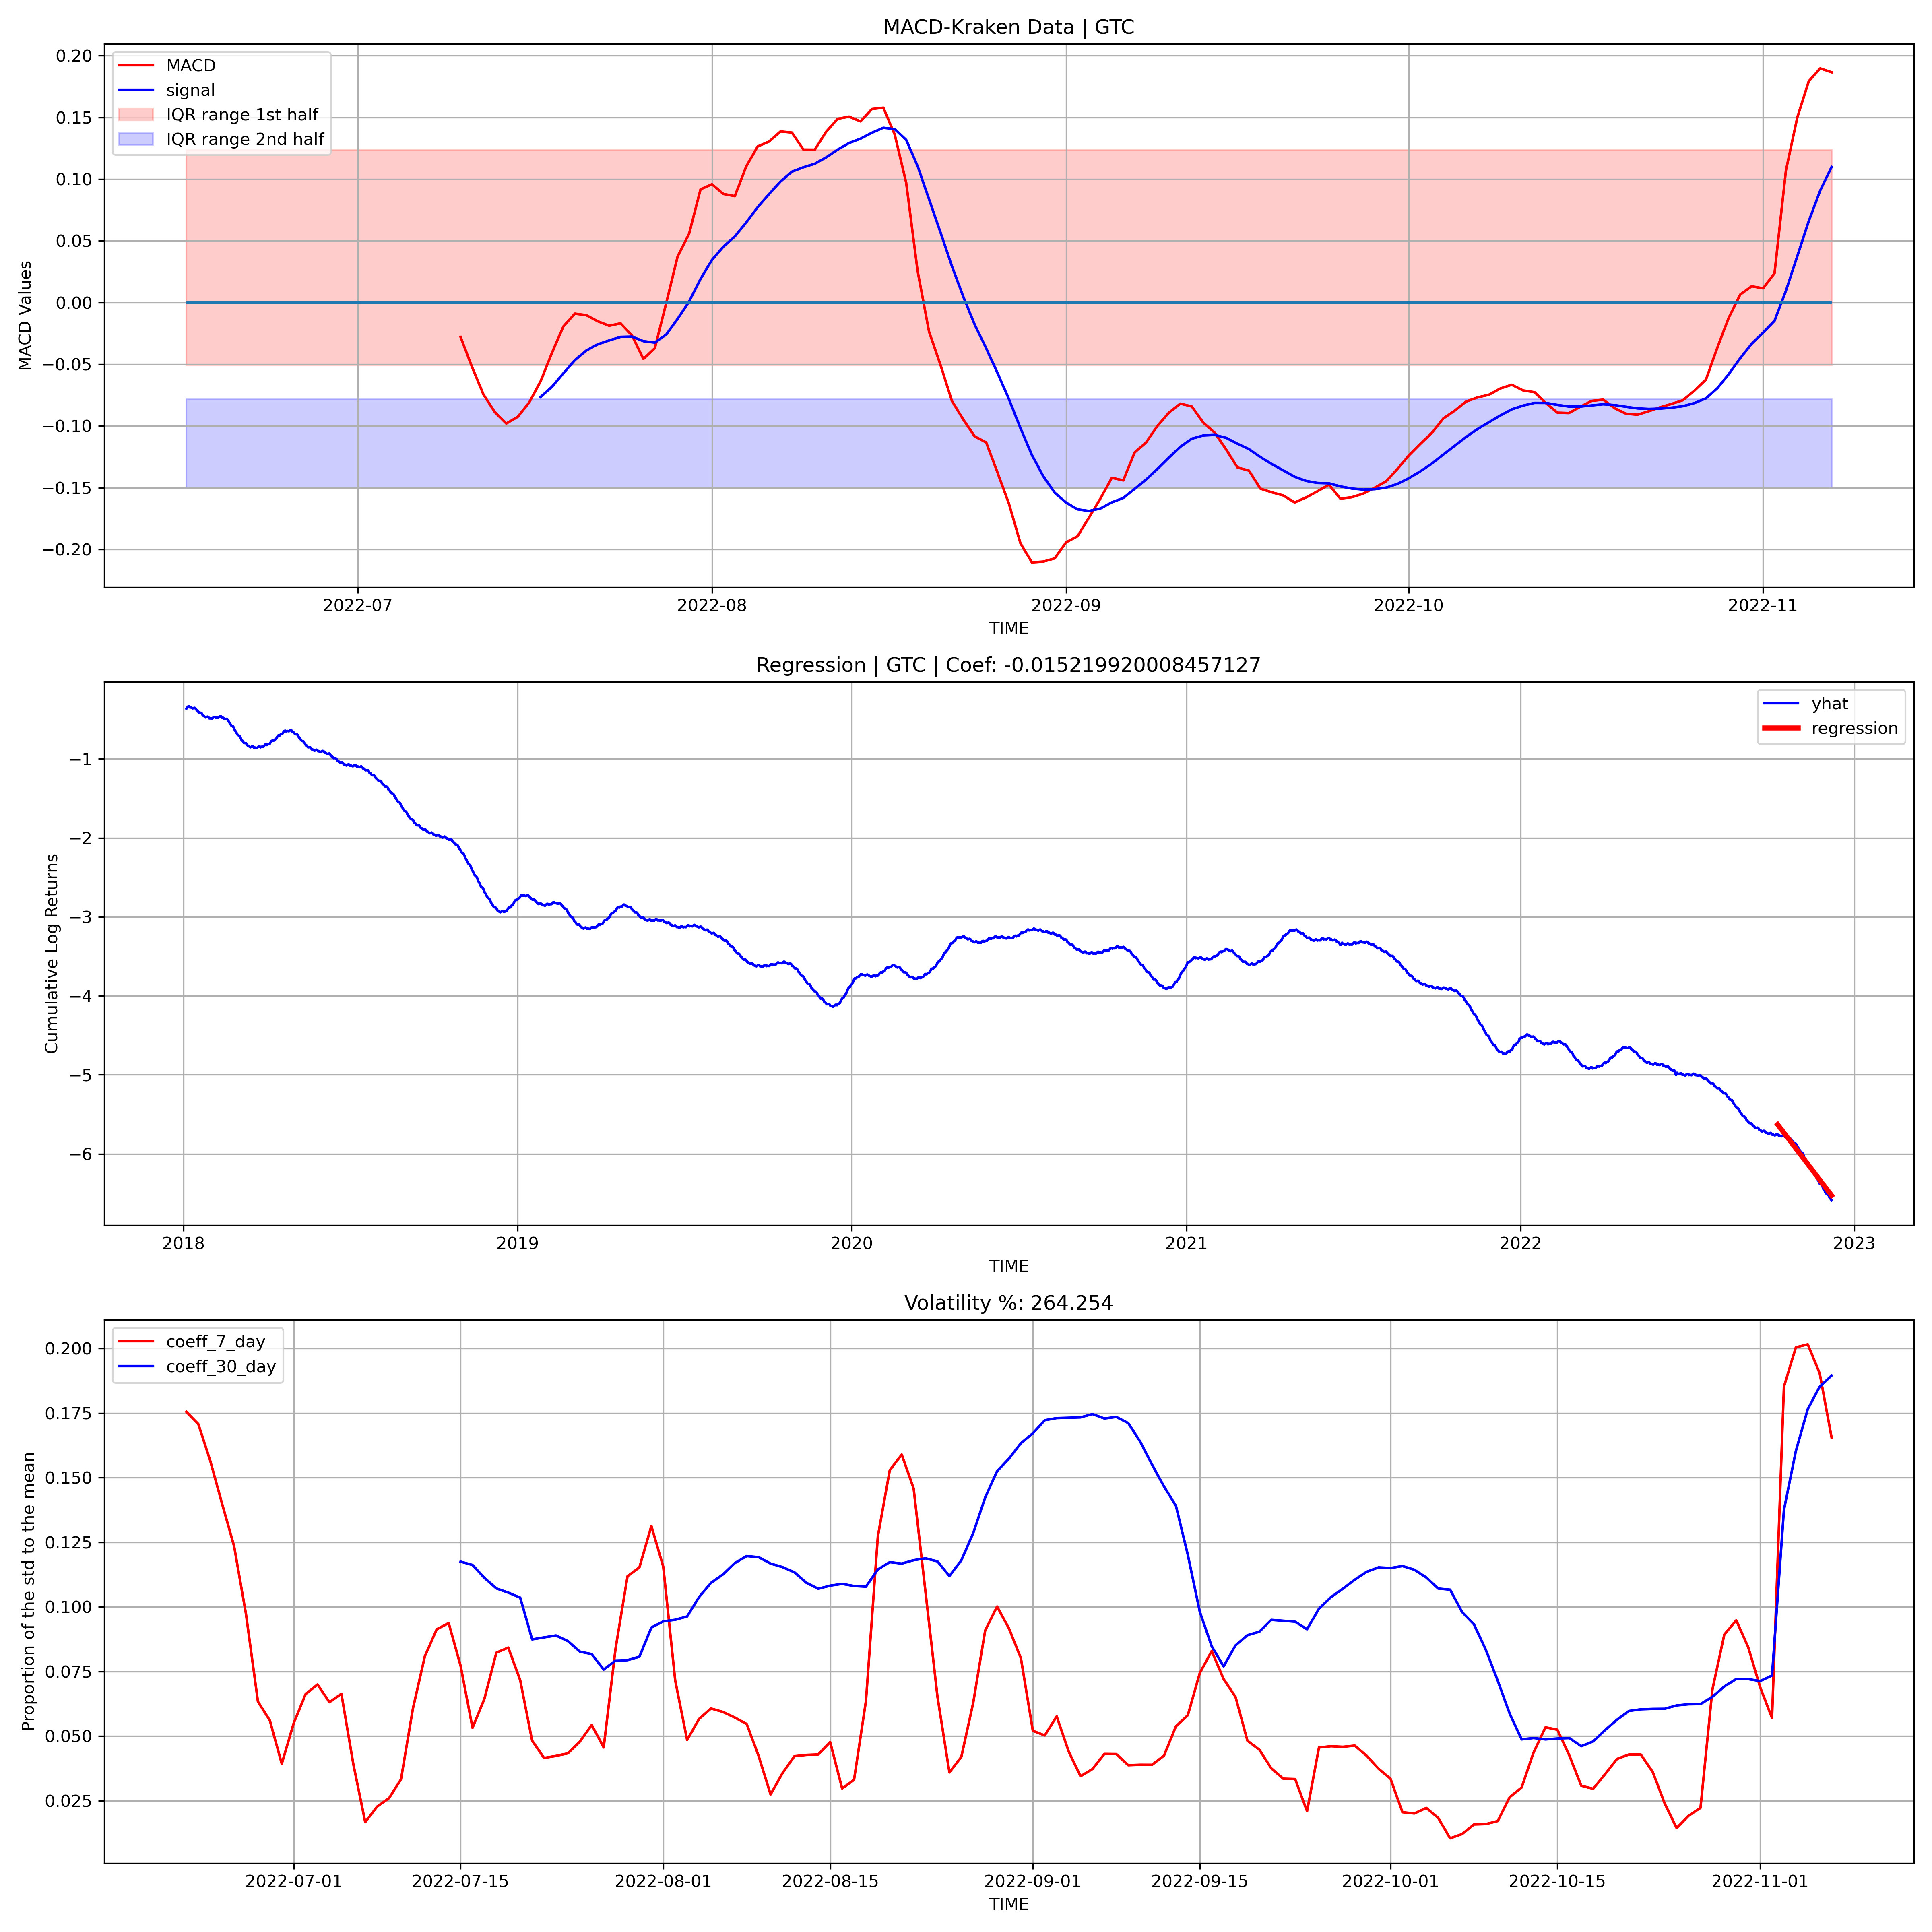 MACD-Kraken Data | GTC
MACD
signal
IQR range 1st half
IQR range 2nd half
MACD Values
0.20
0.15
0.10
0.05
0.00
−0.05
−0.10
−0.15
−0.20
2022-07 2022-08 2022-09 2022-10 2022-11
TIME
Regression | GTC | Coef: -0.015219920008457127
yhat
regression
Cumulative Log Returns
−1
−2
−3
−4
−5
−6
2018 2019 2020 2021 2022 2023
TIME
Volatility %: 264.254
coeff_7_day
coeff_30_day
Proportion of the std to the mean
0.200
0.175
0.150
0.125
0.100
0.075
0.050
0.025
2022-07-01 2022-07-15 2022-08-01 2022-08-15 2022-09-01 2022-09-15 2022-10-01 2022-10-15 2022-11-01
TIME